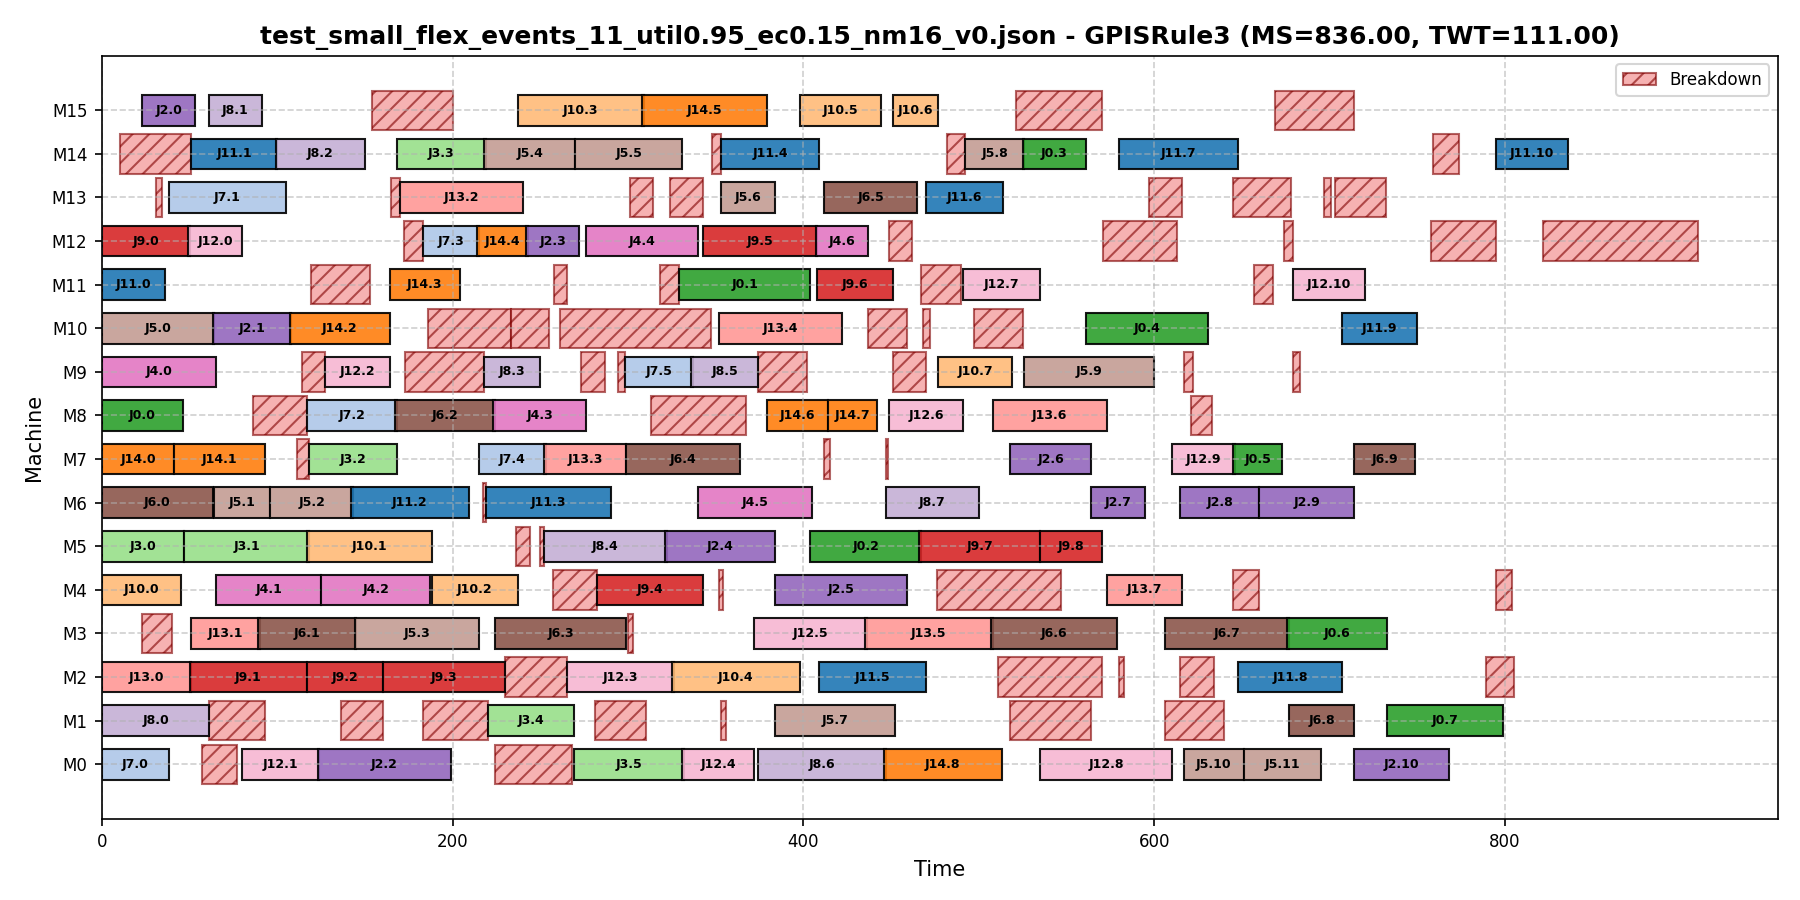 test_small_flex_events_11_util0.95_ec0.15_nm16_v0.json - GPISRule3 (MS=836.00, TWT=111.00)
Breakdown
Machine
M15 J2.0 J8.1 J10.3 J14.5 J10.5 J10.6
M14 J11.1 J8.2 J3.3 J5.4 J5.5 J11.4 J5.8 J0.3 J11.7 J11.10
M13 J7.1 J13.2 J5.6 J6.5 J11.6
M12 J9.0 J12.0 J7.3 J14.4 J2.3 J4.4 J9.5 J4.6
M11 J11.0 J14.3 J0.1 J9.6 J12.7 J12.10
M10 J5.0 J2.1 J14.2 J13.4 J0.4 J11.9
M9 J4.0 J12.2 J8.3 J7.5 J8.5 J10.7 J5.9
M8 J0.0 J7.2 J6.2 J4.3 J14.6 J14.7 J12.6 J13.6
M7 J14.0 J14.1 J3.2 J7.4 J13.3 J6.4 J2.6 J12.9 J0.5 J6.9
M6 J6.0 J5.1 J5.2 J11.2 J11.3 J4.5 J8.7 J2.7 J2.8 J2.9
M5 J3.0 J3.1 J10.1 J8.4 J2.4 J0.2 J9.7 J9.8
M4 J10.0 J4.1 J4.2 J10.2 J9.4 J2.5 J13.7
M3 J13.1 J6.1 J5.3 J6.3 J12.5 J13.5 J6.6 J6.7 J0.6
M2 J13.0 J9.1 J9.2 J9.3 J12.3 J10.4 J11.5 J11.8
M1 J8.0 J3.4 J5.7 J6.8 J0.7
M0 J7.0 J12.1 J2.2 J3.5 J12.4 J8.6 J14.8 J12.8 J5.10 J5.11 J2.10
0 200 400 600 800
Time